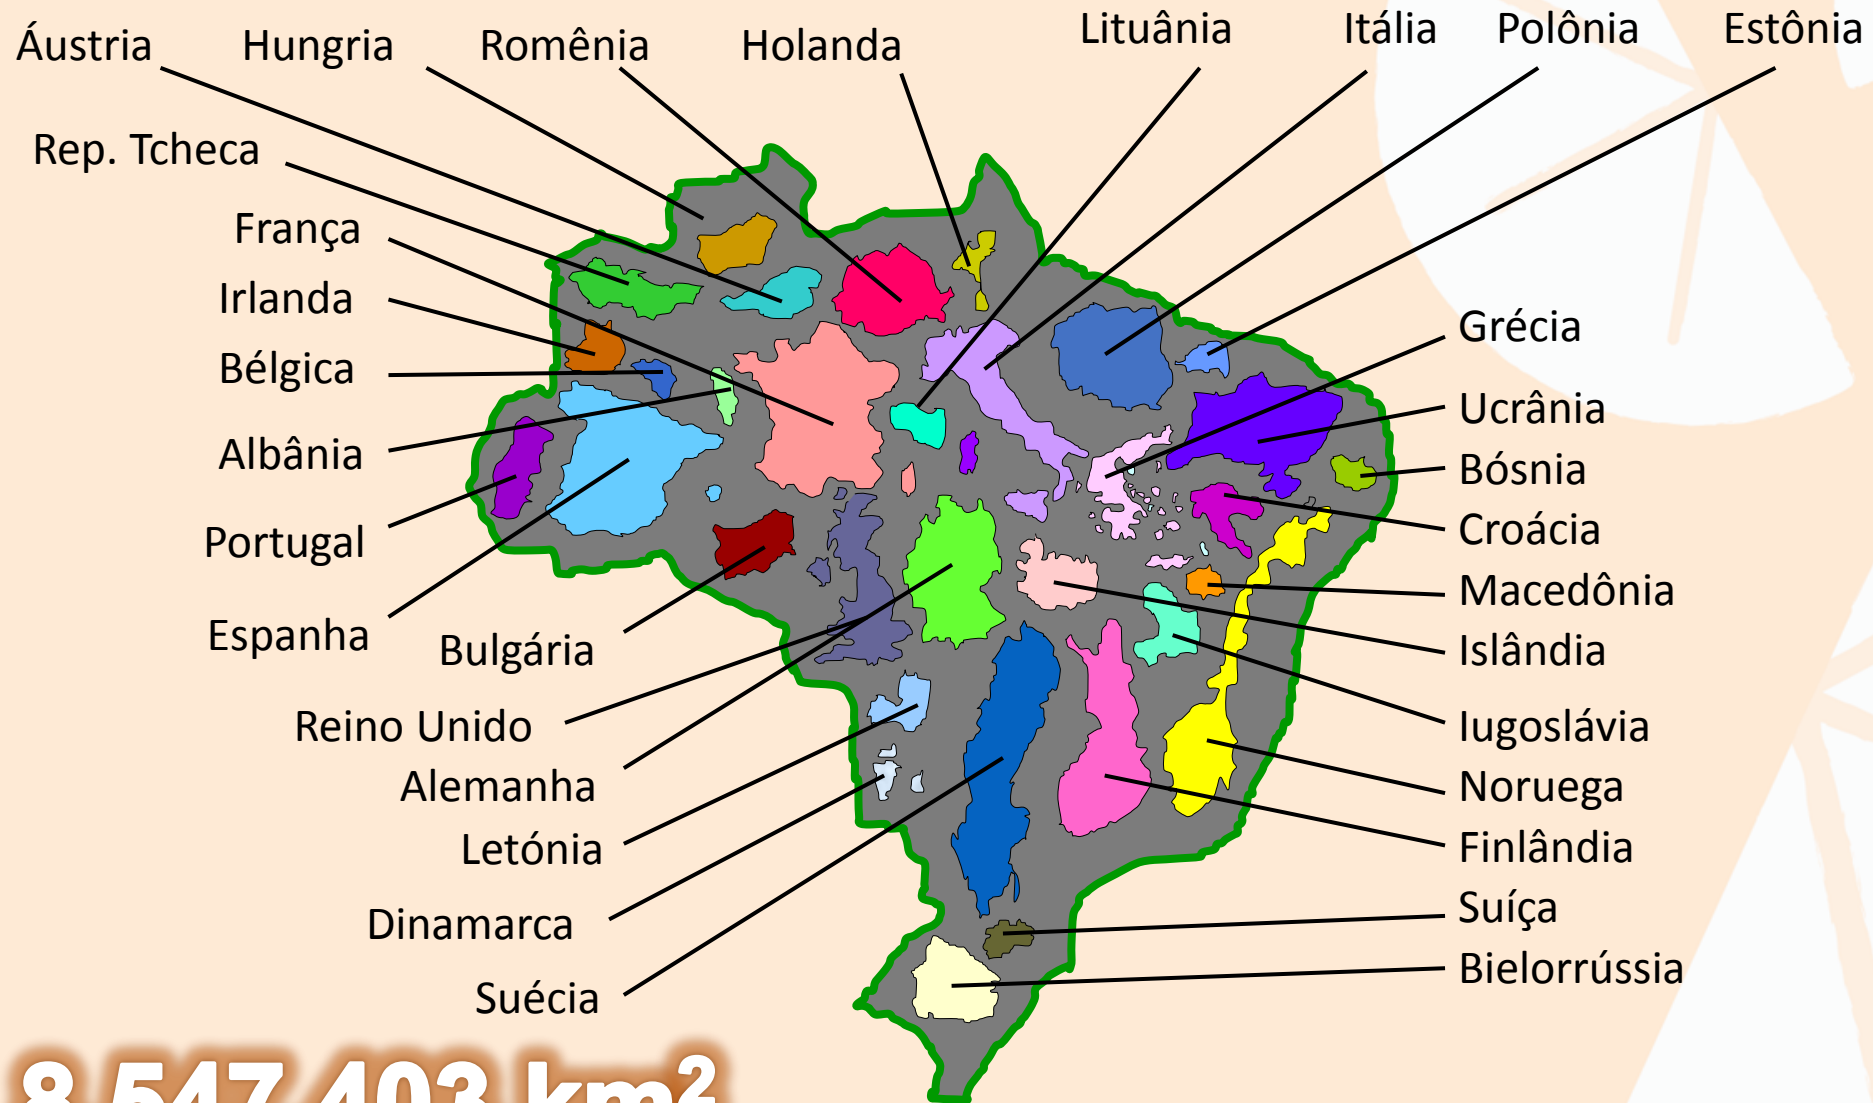 Áustria
Hungria
Romênia
Holanda
Lituânia
Itália
Polônia
Estônia
Rep. Tcheca
França
Irlanda
Bélgica
Albânia
Portugal
Espanha
Bulgária
Reino Unido
Alemanha
Letónia
Dinamarca
Suécia
Grécia
Ucrânia
Bósnia
Croácia
Macedônia
Islândia
Iugoslávia
Noruega
Finlândia
Suíça
Bielorrússia
8.547.403 km²